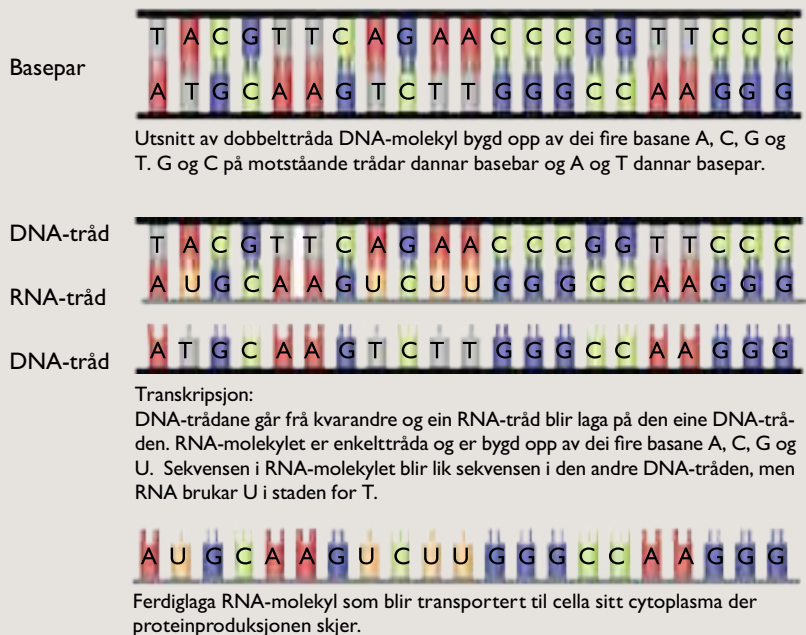 T A C G T T C A G A A C C C G G T T C C C
Basepar
A T G C A A G T C T T G G G C C A A G G G
Utsnitt av dobbelttråda DNA-molekyl bygd opp av dei fire basane A, C, G og
T. G og C på motståande trådar dannar basebar og A og T dannar basepar.
DNA-tråd
T A C G T T C A G A A C C C G G T T C C C
A U G C A A G U C U U G G G C C A A G G G
RNA-tråd
DNA-tråd
A T G C A A G T C T T G G G C C A A G G G
Transkripsjon:
DNA-trådane går frå kvarandre og ein RNA-tråd blir laga på den eine DNA-trå-
den. RNA-molekylet er enkelttråda og er bygd opp av dei fire basane A, C, G og
U. Sekvensen i RNA-molekylet blir lik sekvensen i den andre DNA-tråden, men
RNA brukar U i staden for T.
A U G C A A G U C U U G G G C C A A G G G
Ferdiglaga RNA-molekyl som blir transportert til cella sitt cytoplasma der
proteinproduksjonen skjer.